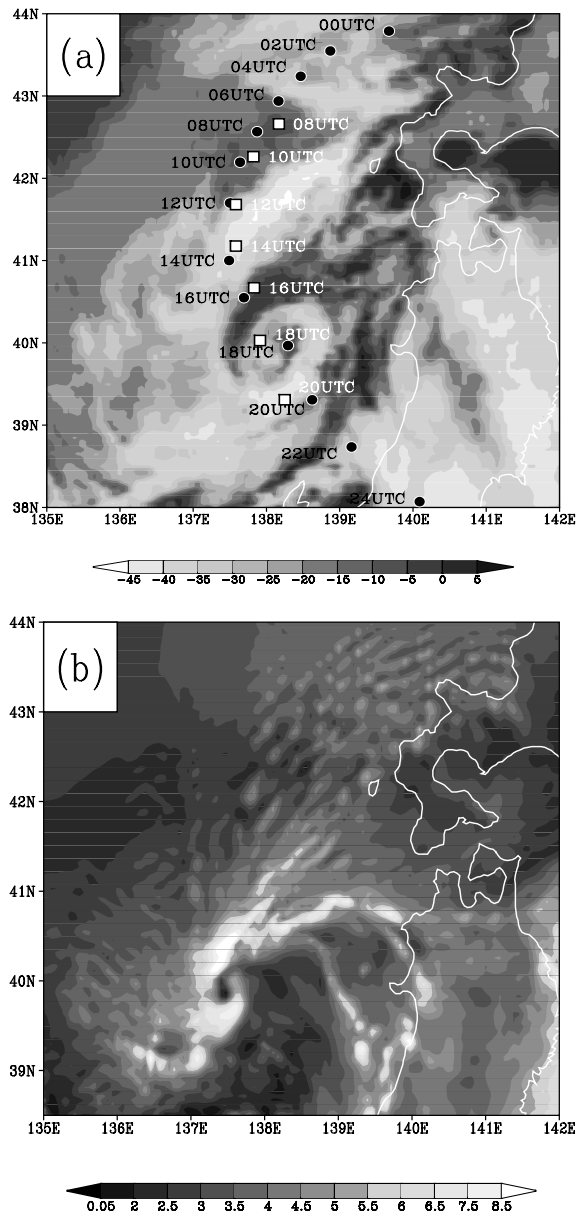 44N
(a)
00UTC
02UTC
04UTC
43N
06UTC
08UTC 08UTC
10UTC 10UTC
42N
12UTC 12UTC
14UTC
41N
14UTC
16UTC 16UTC
18UTC
40N
18UTC
20UTC
20UTC
39N
22UTC
24UTC
38N
135E 136E 137E 138E 139E 140E 141E 142E
-45 -40 -35 -30 -25 -20 -15 -10 -5 0 5
44N
(b)
43N
42N
41N
40N
39N
135E 136E 137E 138E 139E 140E 141E 142E
0.05 2 2.5 3 3.5 4 4.5 5.5 6 6.5 7.5 8.5